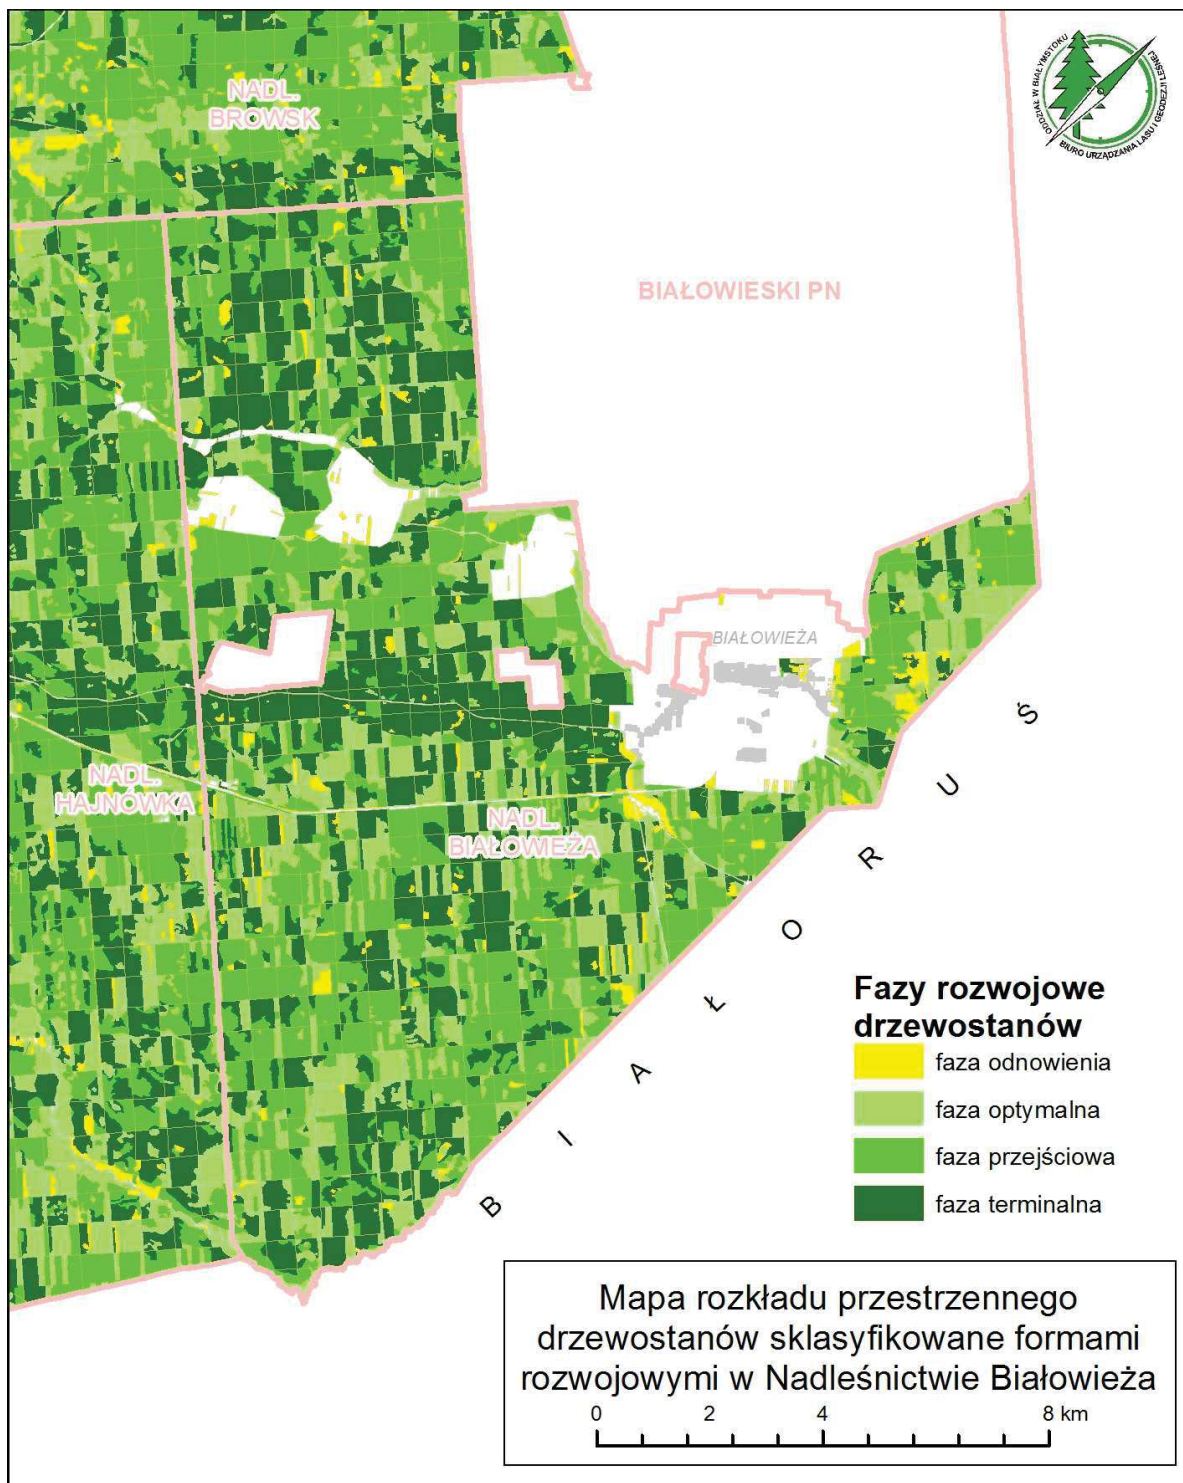 ODDZIAŁ W BIAŁYMSTOKU
BIURO URZĄDZANIA LASU I GEODEZJI LEŚNEJ
NADL.
BROWSK
BIAŁOWIESKI PN
BIAŁOWIEŻA
NADL.
HAJNÓWKA
NADL.
BIAŁOWIEŻA
B I A Ł O R U Ś
Fazy rozwojowe
drzewostanów
faza odnowienia
faza optymalna
faza przejściowa
faza terminalna
Mapa rozkładu przestrzennego
drzewostanów sklasyfikowane formami
rozwojowymi w Nadleśnictwie Białowieża
0 2 4 8 km